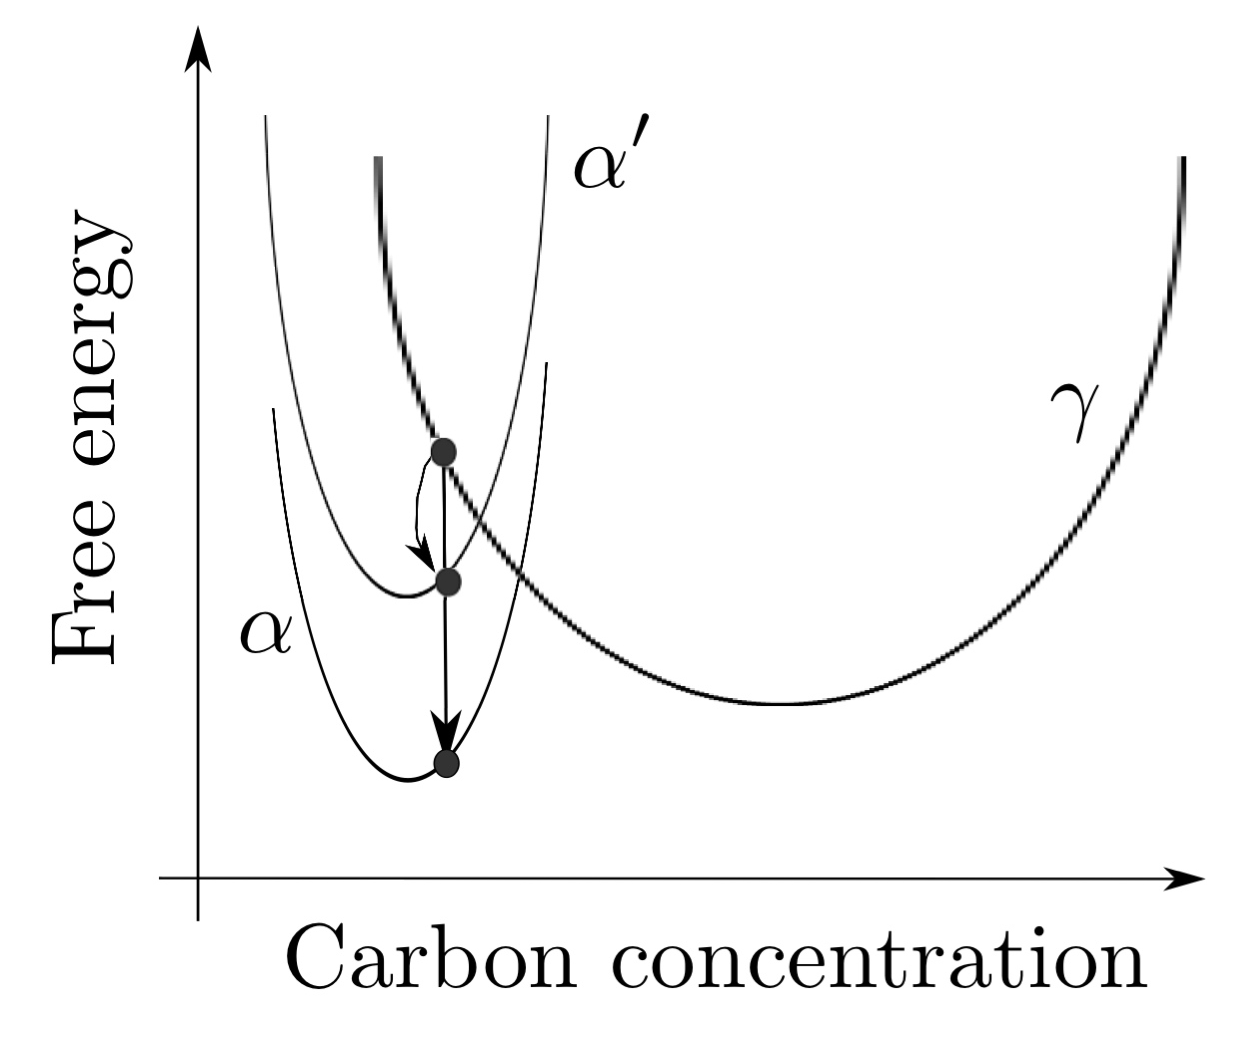 α′
γ
α
Free energy
Carbon concentration